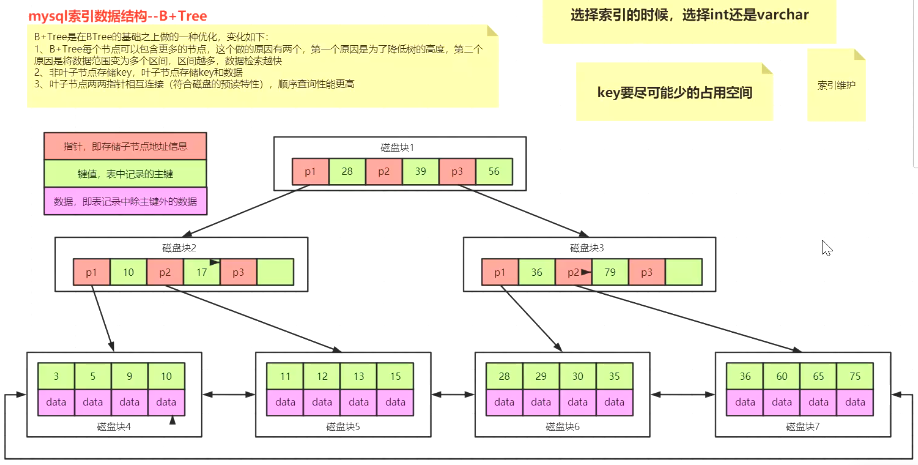 mysql索引数据结构--B+Tree
B+Tree是在BTree的基础之上做的一种优化，变化如下：
1、B+Tree每个节点可以包含更多的节点，这个做的原因有两个，第一个原因是为了降低树的高度，第二个
原因是将数据范围变为多个区间，区间越多，数据检索越快
2、非叶子节点存储key，叶子节点存储key和数据
3、叶子节点两两指针相互连接（符合磁盘的预读特性），顺序查询性能更高
选择索引的时候，选择int还是varchar
key要尽可能少的占用空间
索引维护
指针，即存储子节点地址信息
键值，表中记录的主键
数据，即表记录中除主键外的数据
磁盘块1
p1 28 p2 39 p3 56
磁盘块2
p1 10 p2 17 p3
磁盘块3
p1 36 p2 79 p3
3 5 9 10
data data data data
磁盘块4
11 12 13 15
data data data data
磁盘块5
28 29 30 35
data data data data
磁盘块6
36 60 65 75
data data data data
磁盘块7